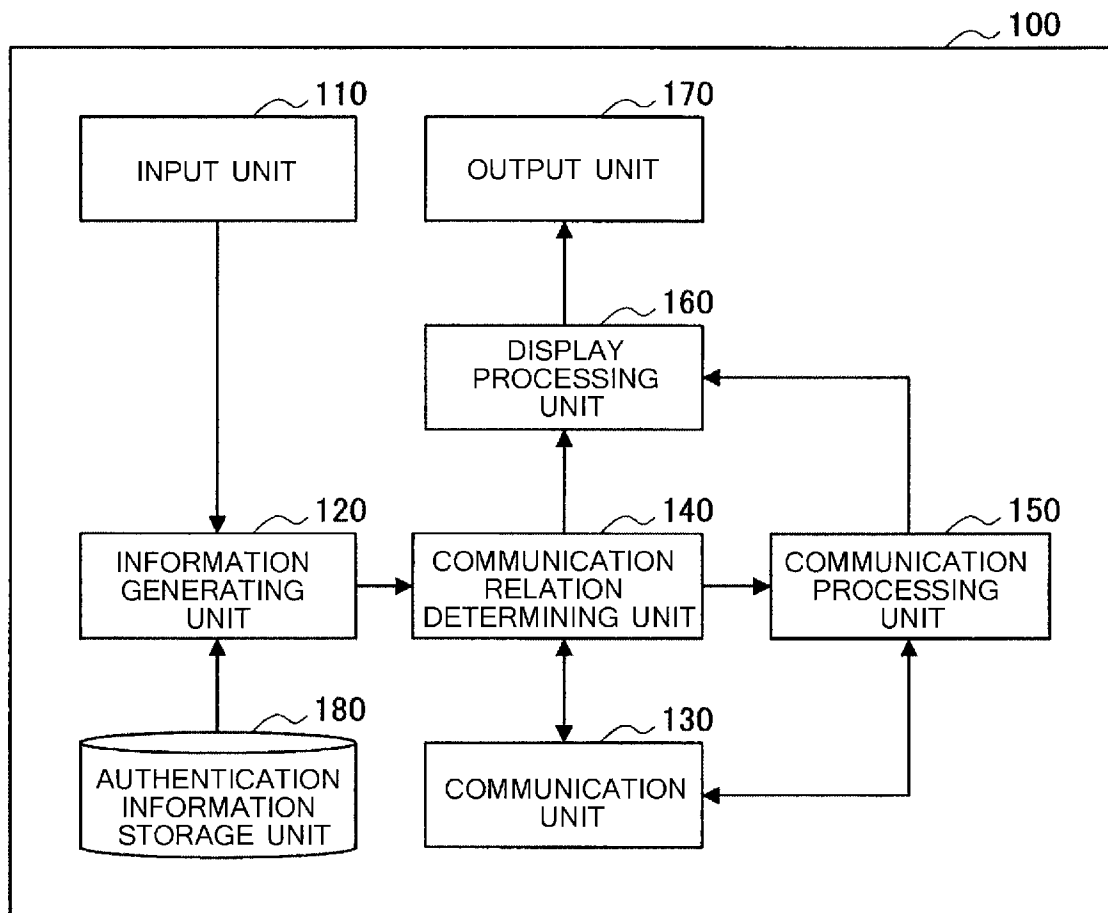 100
110
INPUT UNIT
170
OUTPUT UNIT
160
DISPLAY
PROCESSING
UNIT
120
INFORMATION
GENERATING
UNIT
140
COMMUNICATION
RELATION
DETERMINING UNIT
150
COMMUNICATION
PROCESSING
UNIT
180
AUTHENTICATION
INFORMATION
STORAGE UNIT
130
COMMUNICATION
UNIT